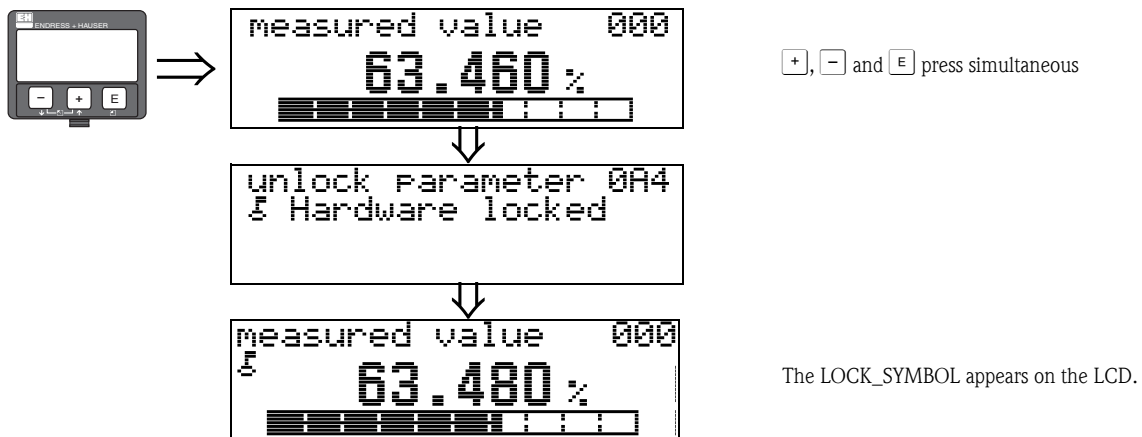 E+H
ENDRESS + HAUSER
- + E
measured value 000
63.460 %
+, - and E press simultaneous
unlock parameter 0A4
Hardware locked
measured value 000
63.480 %
The LOCK_SYMBOL appears on the LCD.